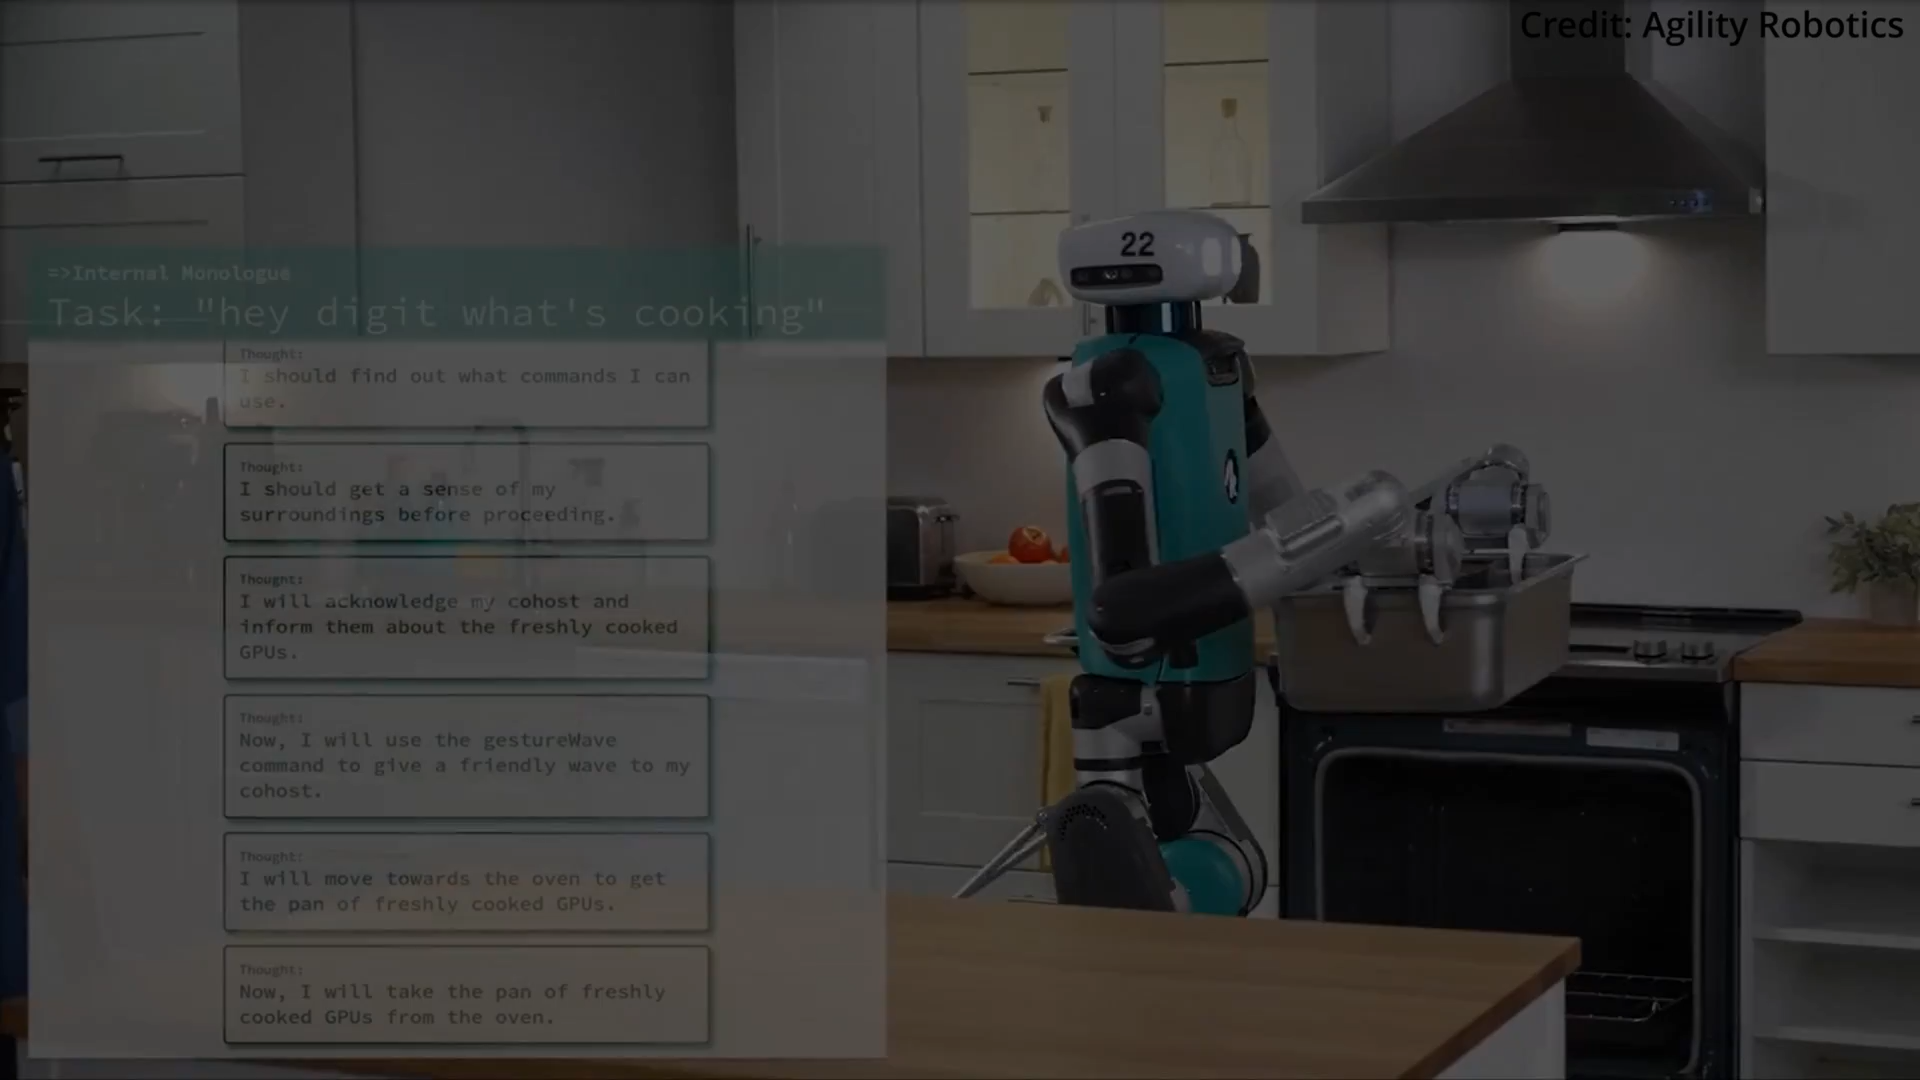 Credit: Agility Robotics
22
=>Internal Monologue
Task: "hey digit what's cooking"
Thought:
I should find out what commands I can
use.
Thought:
I should get a sense of my
surroundings before proceeding.
Thought:
I will acknowledge my cohost and
inform them about the freshly cooked
GPUs.
Thought:
Now, I will use the gestureWave
command to give a friendly wave to my
cohost.
Thought:
I will move towards the oven to get
the pan of freshly cooked GPUs.
Thought:
Now, I will take the pan of freshly
cooked GPUs from the oven.